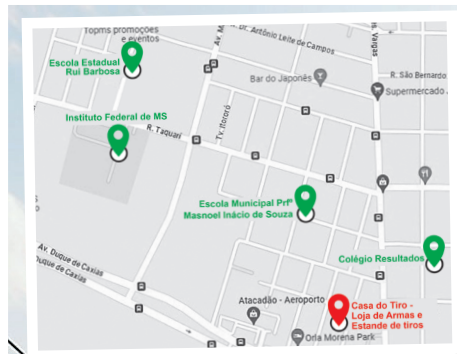 Topms promoções
e eventos
Escola Estadual
Rui Barbosa
Dr. Antônio Leite de Campos
Vargas
Bar do Japonês
R. São Bernardo
Supermercado
Instituto Federal de MS
R. Taquari
Tv. Itororó
Escola Municipal Prfº
Masnoel Inácio de Souza
Colégio Resultados
Av. Duque de Caxias
Duque de Caxias
Atacadão - Aeroporto
Casa do Tiro -
Loja de Armas e
Estande de tiros
Orla Morena Park